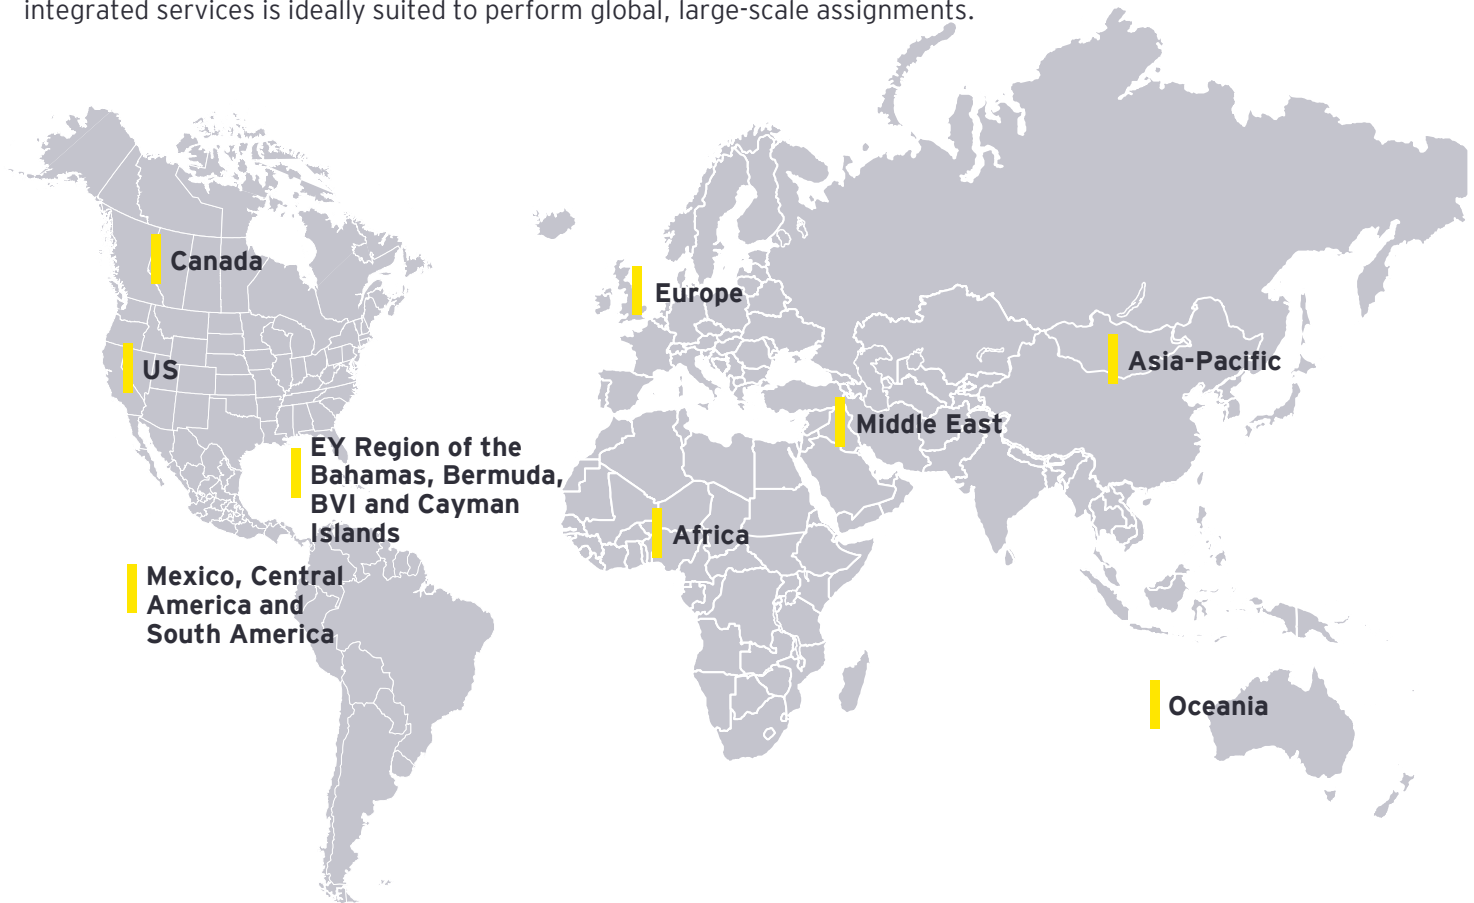 integrated services is ideally suited to perform global, large-scale assignments.
Canada
Europe
US
Asia-Pacific
Middle East
EY Region of the
Bahamas, Bermuda,
BVI and Cayman
Islands
Africa
Mexico, Central
America and
South America
Oceania